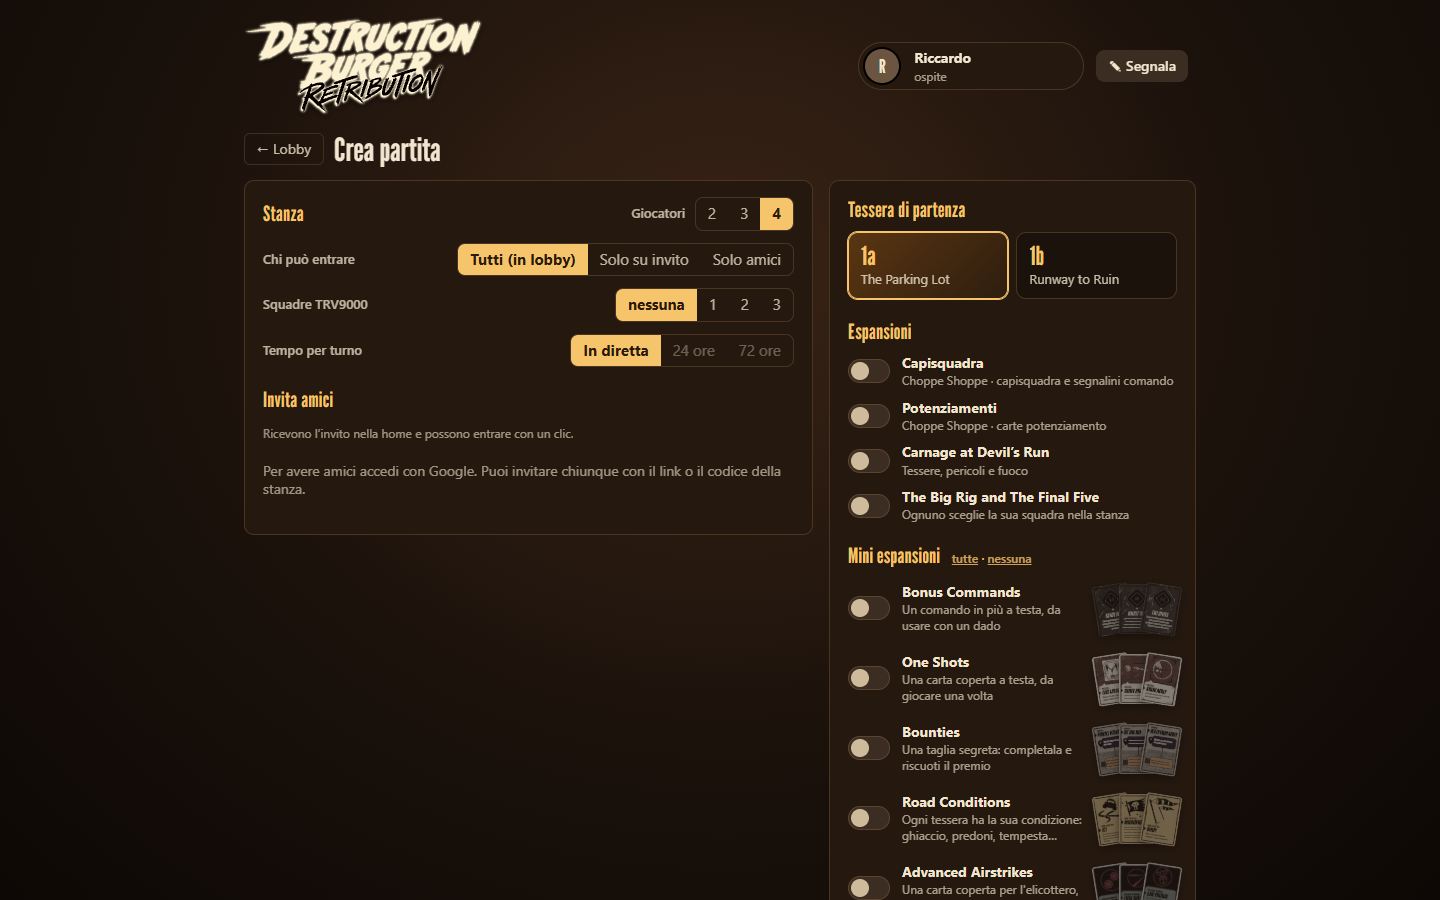 DESTRUCTION
BURGER
RETRIBUTION
R
Riccardo
ospite
Segnala
← Lobby
Crea partita
Stanza
Giocatori
2
3
4
Chi può entrare
Tutti (in lobby)
Solo su invito
Solo amici
Squadre TRV9000
nessuna
1
2
3
Tempo per turno
In diretta
24 ore
72 ore
Invita amici
Ricevono l'invito nella home e possono entrare con un clic.
Per avere amici accedi con Google. Puoi invitare chiunque con il link o il codice della
stanza.
Tessera di partenza
1a
The Parking Lot
1b
Runway to Ruin
Espansioni
Capisquadra
Choppe Shoppe · capisquadra e segnalini comando
Potenziamenti
Choppe Shoppe · carte potenziamento
Carnage at Devil's Run
Tessere, pericoli e fuoco
The Big Rig and The Final Five
Ognuno sceglie la sua squadra nella stanza
Mini espansioni
tutte · nessuna
Bonus Commands
Un comando in più a testa, da
usare con un dado
One Shots
Una carta coperta a testa, da
giocare una volta
Bounties
Una taglia segreta: completala e
riscuoti il premio
Road Conditions
Ogni tessera ha la sua condizione:
ghiaccio, predoni, tempesta...
Advanced Airstrikes
Una carta coperta per l'elicottero,